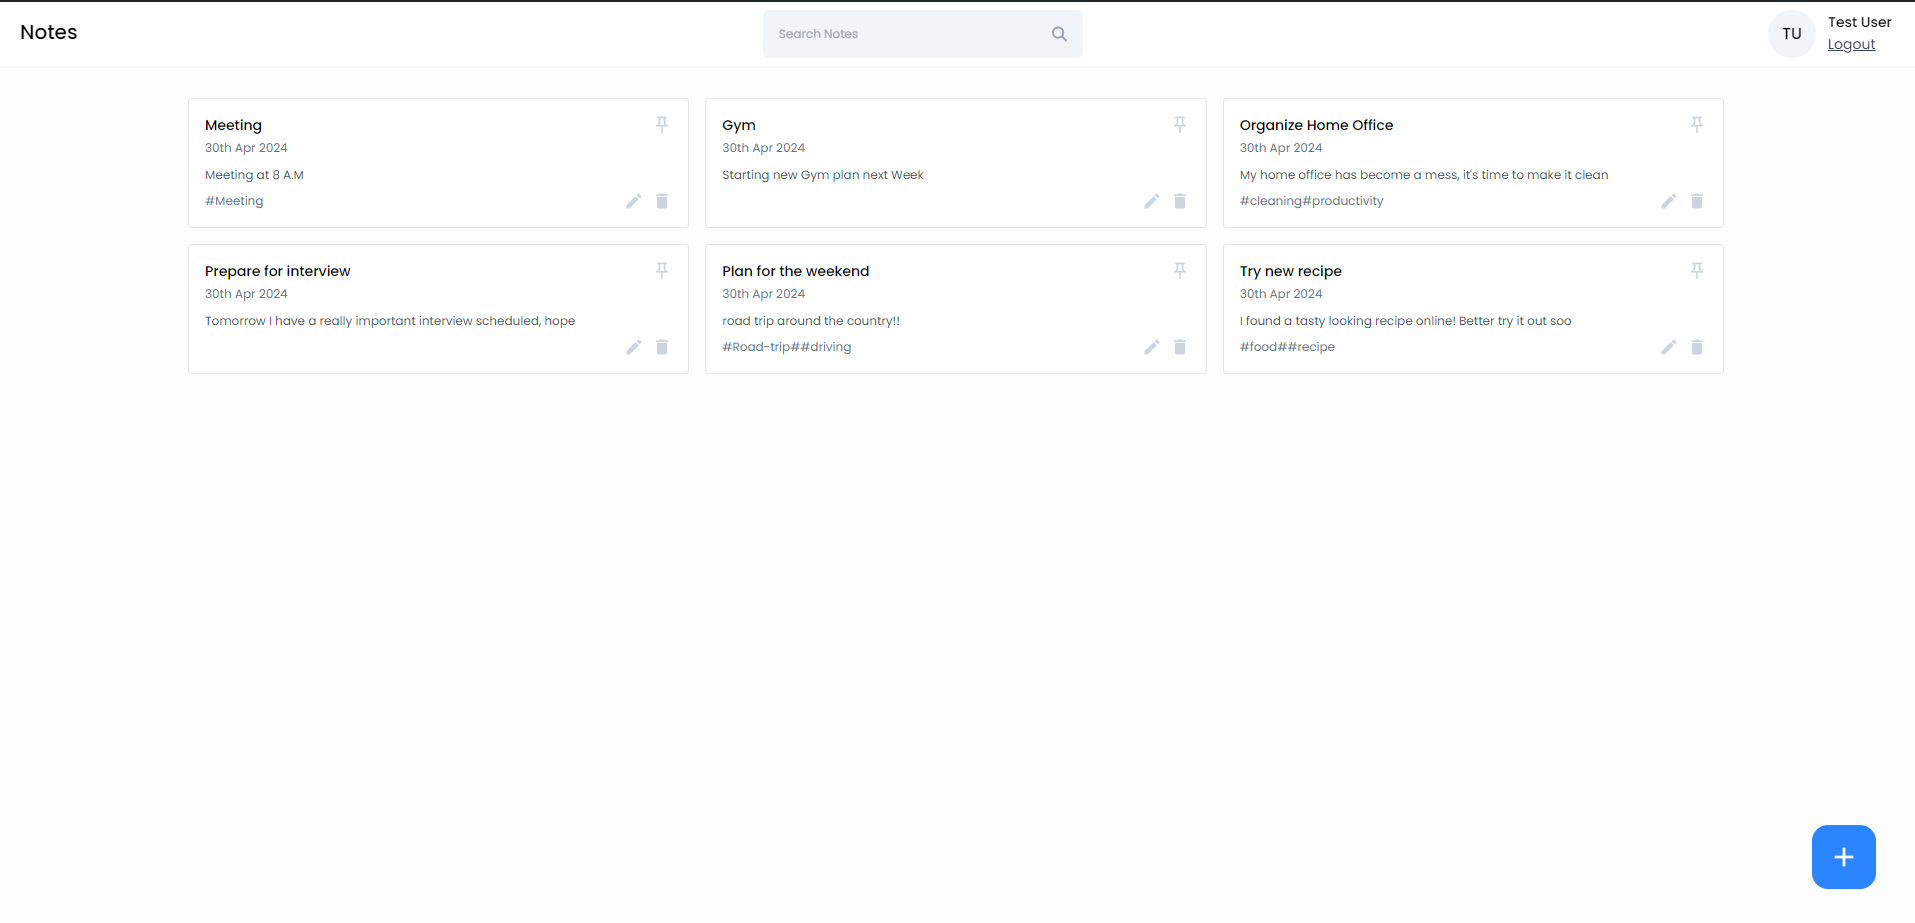 Notes
Search Notes
TU
Test User
Logout
Meeting
30th Apr 2024
Meeting at 8 A.M
#Meeting
Gym
30th Apr 2024
Starting new Gym plan next Week
Organize Home Office
30th Apr 2024
My home office has become a mess, it's time to make it clean
#cleaning#productivity
Prepare for interview
30th Apr 2024
Tomorrow I have a really important interview scheduled, hope
Plan for the weekend
30th Apr 2024
road trip around the country!!
#Road-trip##driving
Try new recipe
30th Apr 2024
I found a tasty looking recipe online! Better try it out soo
#food##recipe